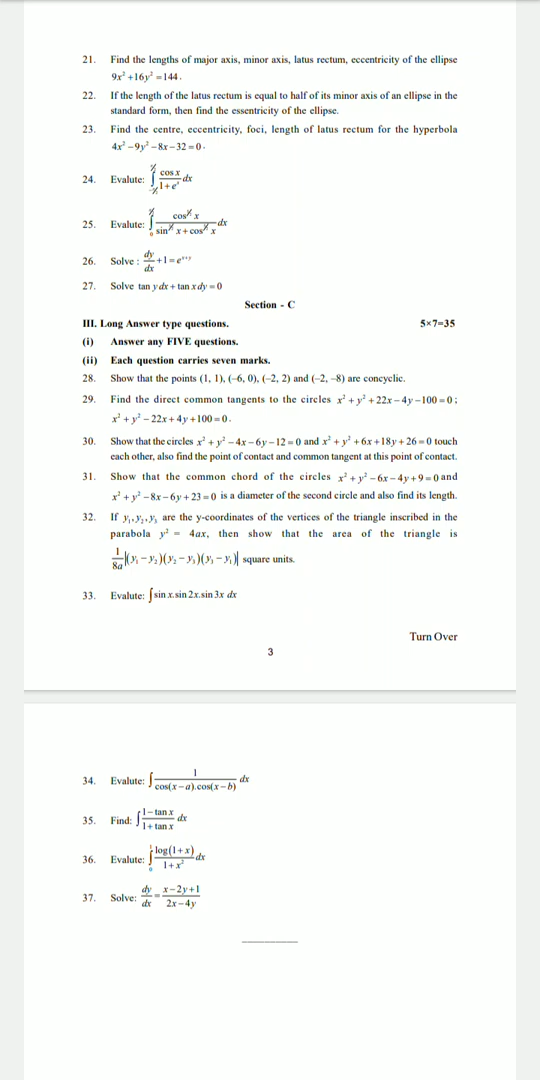 21. Find the lengths of major axis, minor axis, latus rectum, eccentricity of the ellipse
9x² +16y² =144.
22. If the length of the latus rectum is equal to half of its minor axis of an ellipse in the
standard form, then find the essentricity of the ellipse.
23. Find the centre, eccentricity, foci, length of latus rectum for the hyperbola
4x² −9y² −8x−32=0.
24. Evalute: ∫ cos x / 1+eˣ dx
25. Evalute: ∫ cos x / sin x + cos x dx
26. Solve : dy/dx +1=eˣ⁺ʸ
27. Solve tan y dx + tan x dy = 0
Section - C
III. Long Answer type questions. 5×7=35
(i) Answer any FIVE questions.
(ii) Each question carries seven marks.
28. Show that the points (1, 1), (–6, 0), (–2, 2) and (–2, –8) are concyclic.
29. Find the direct common tangents to the circles x² + y² +22x−4y−100=0;
x² + y² −22x+4y+100=0.
30. Show that the circles x² + y² −4x−6y−12=0 and x² + y² +6x+18y+26=0 touch
each other, also find the point of contact and common tangent at this point of contact.
31. Show that the common chord of the circles x² + y² −6x−4y+9=0 and
x² + y² −8x−6y+23=0 is a diameter of the second circle and also find its length.
32. If y₁,y₂,y₃ are the y-coordinates of the vertices of the triangle inscribed in the
parabola y² = 4ax, then show that the area of the triangle is
1/8a |(y₁−y₂)(y₂−y₃)(y₃−y₁)| square units.
33. Evalute: ∫sin x.sin 2x.sin 3x dx
Turn Over
3
34. Evalute: ∫ 1 / cos(x−a).cos(x−b) dx
35. Find: ∫ 1−tan x / 1+tan x dx
36. Evalute: ∫₀¹ log(1+x) / 1+x² dx
37. Solve: dy/dx = x−2y+1 / 2x−4y